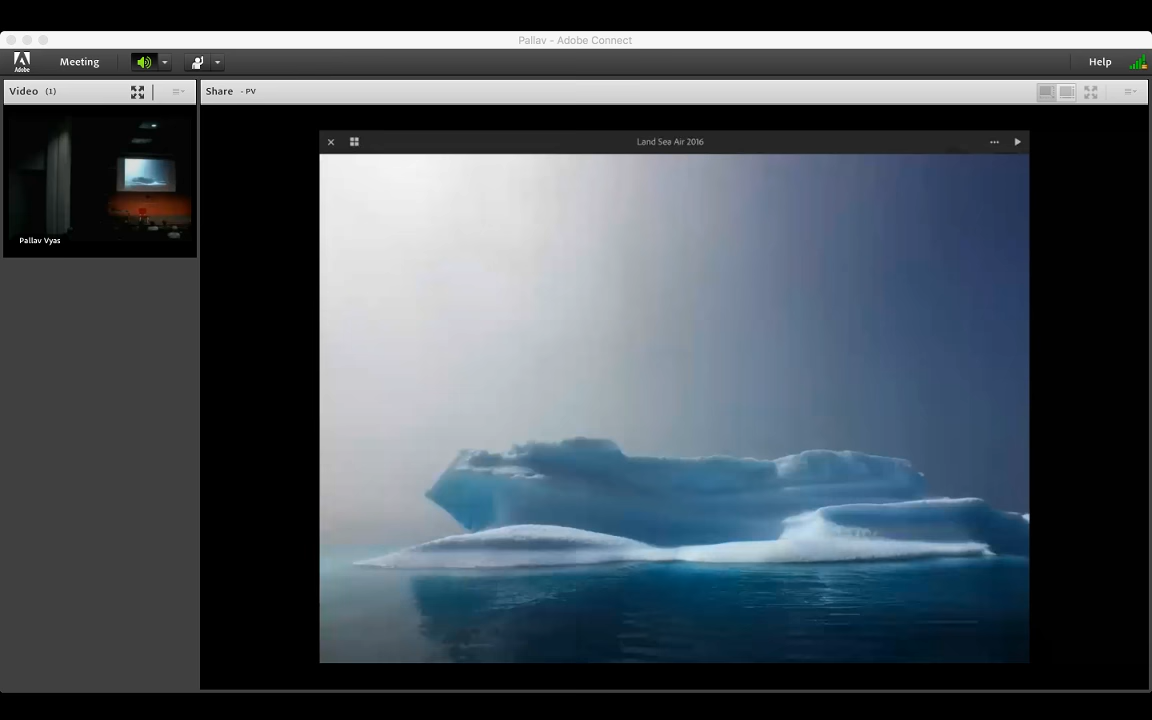 Pallav - Adobe Connect
Adobe
Meeting
Help
Video (1)
Share - PV
Land Sea Air 2016
Pallav Vyas